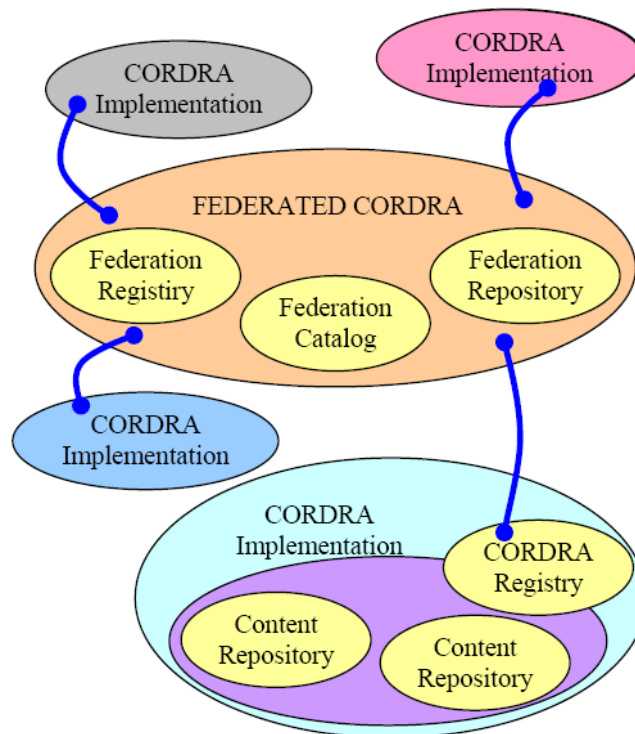 CORDRA
Implementation
CORDRA
Implementation
FEDERATED CORDRA
Federation
Registiry
Federation
Catalog
Federation
Repository
CORDRA
Implementation
CORDRA
Implementation
CORDRA
Registry
Content
Repository
Content
Repository